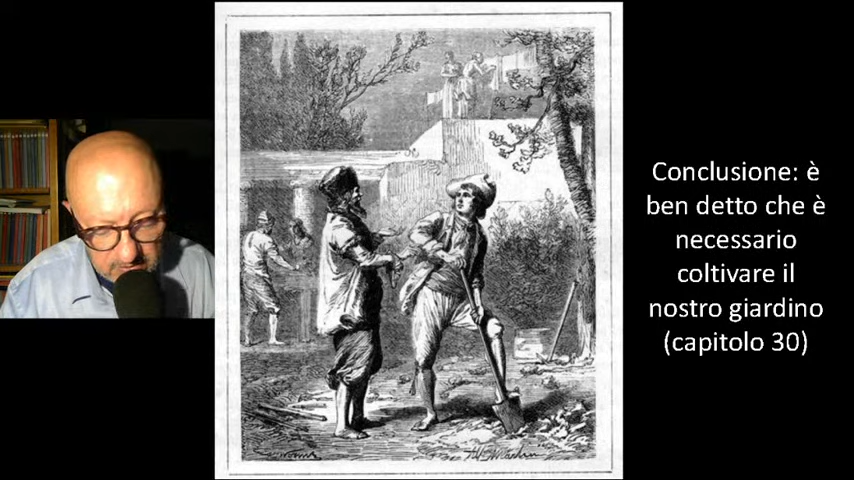 Conclusione: è
ben detto che è
necessario
coltivare il
nostro giardino
(capitolo 30)